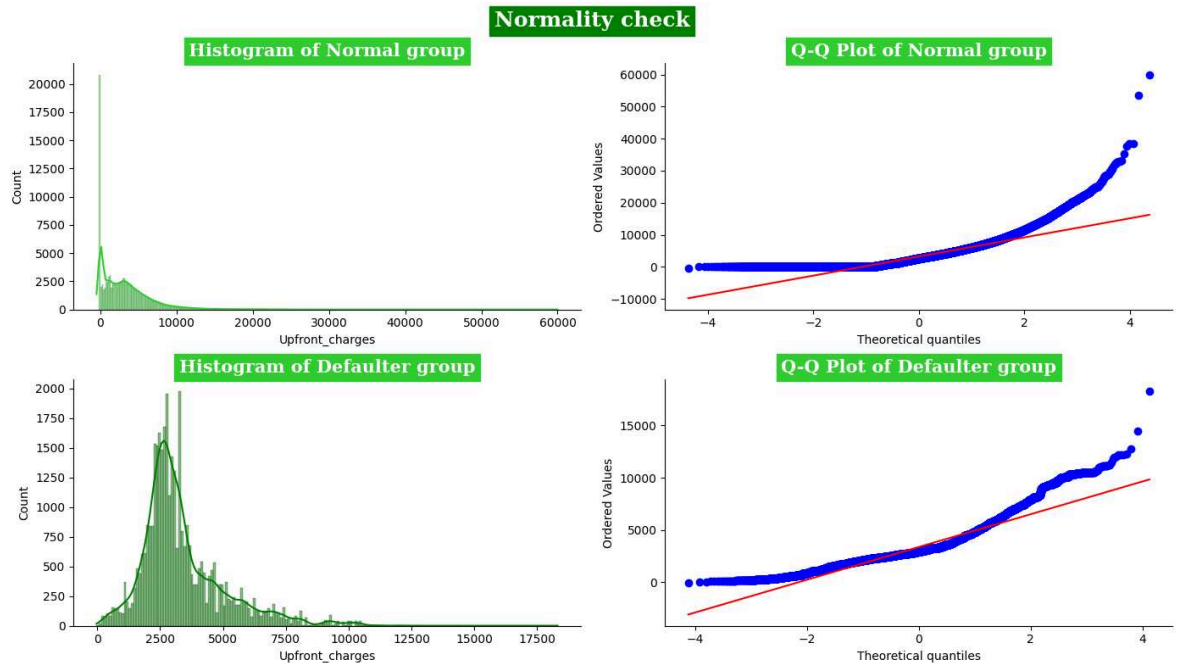 Normality check
Histogram of Normal group
20000
17500
15000
12500
10000
7500
5000
2500
0
Count
0 10000 20000 30000 40000 50000 60000
Upfront_charges
Q-Q Plot of Normal group
60000
50000
40000
30000
20000
10000
0
−10000
Ordered Values
−4 −2 0 2 4
Theoretical quantiles
Histogram of Defaulter group
2000
1750
1500
1250
1000
750
500
250
0
Count
0 2500 5000 7500 10000 12500 15000 17500
Upfront_charges
Q-Q Plot of Defaulter group
15000
10000
5000
0
Ordered Values
−4 −2 0 2 4
Theoretical quantiles